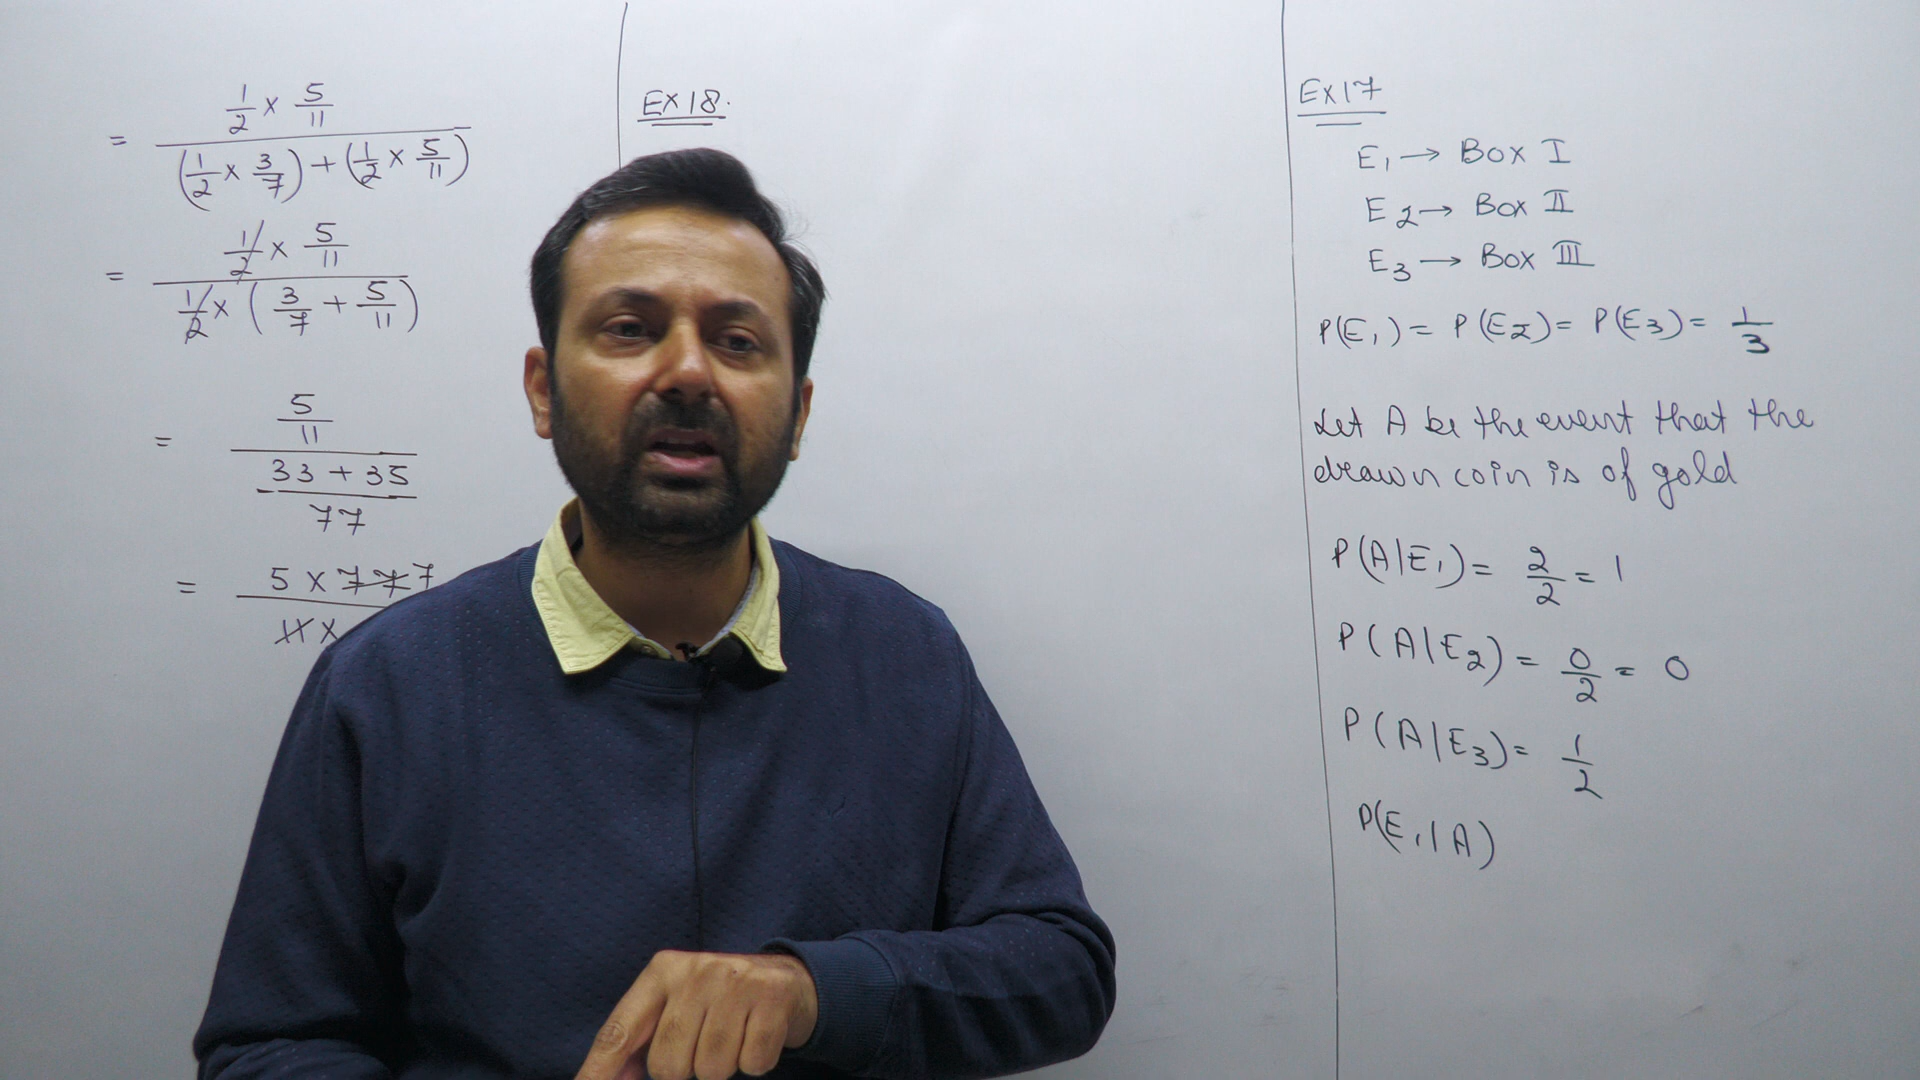 = 1/2 × 5/11 / (1/2 × 3/7) + (1/2 × 5/11)
= 1/2 × 5/11 / 1/2 × (3/7 + 5/11)
= 5/11 / 33 + 35 / 77
= 5 × 77 7 / 11 ×
Ex 18.
Ex 17
E₁ → Box I
E₂ → Box II
E₃ → Box III
P(E₁) = P(E₂) = P(E₃) = 1/3
Let A be the event that the
drawn coin is of gold
P(A|E₁) = 2/2 = 1
P(A|E₂) = 0/2 = 0
P(A|E₃) = 1/2
P(E₁|A)